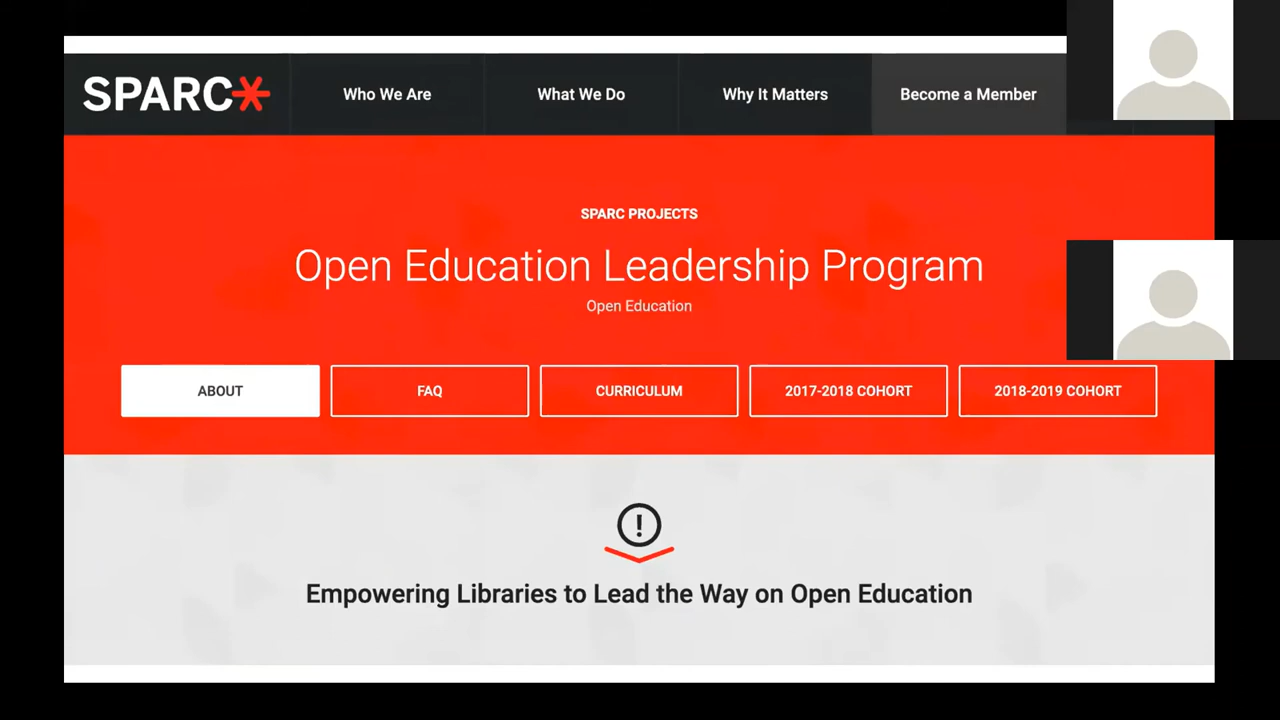 SPARC*
Who We Are
What We Do
Why It Matters
Become a Member
SPARC PROJECTS
Open Education Leadership Program
Open Education
ABOUT
FAQ
CURRICULUM
2017-2018 COHORT
2018-2019 COHORT
Empowering Libraries to Lead the Way on Open Education